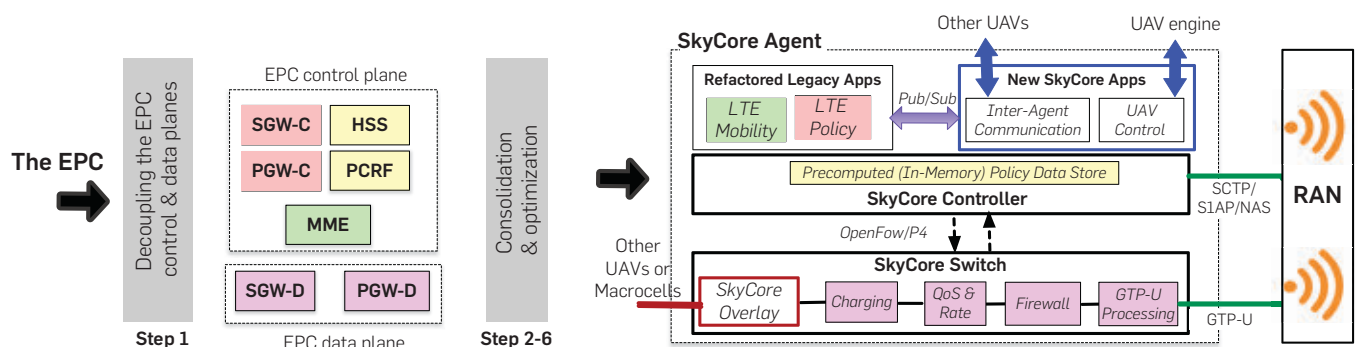 The EPC
Decoupling the EPC
control & data planes
Step 1
EPC control plane
SGW-C
HSS
PGW-C
PCRF
MME
SGW-D
PGW-D
EPC data plane
Consolidation
& optimization
Step 2-6
SkyCore Agent
Other UAVs
UAV engine
Refactored Legacy Apps
LTE
Mobility
LTE
Policy
Pub/Sub
New SkyCore Apps
Inter-Agent
Communication
UAV
Control
Precomputed (In-Memory) Policy Data Store
SkyCore Controller
SCTP/
S1AP/NAS
RAN
OpenFow/P4
Other
UAVs or
Macrocells
SkyCore Switch
SkyCore
Overlay
Charging
QoS &
Rate
Firewall
GTP-U
Processing
GTP-U